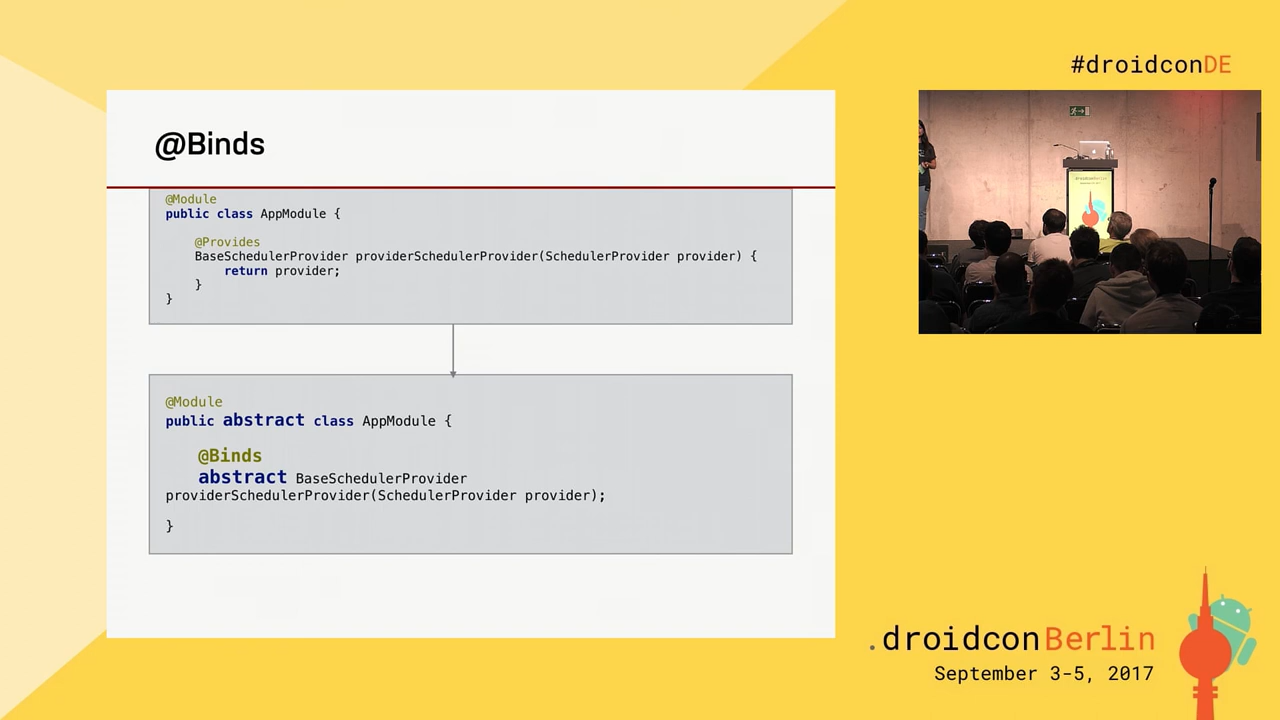 #droidconDE
@Binds
@Module
public class AppModule {
@Provides
BaseSchedulerProvider providerSchedulerProvider(SchedulerProvider provider) {
return provider;
}
}
@Module
public abstract class AppModule {
@Binds
abstract BaseSchedulerProvider
providerSchedulerProvider(SchedulerProvider provider);
}
.droidconBerlin
September 3-5, 2017